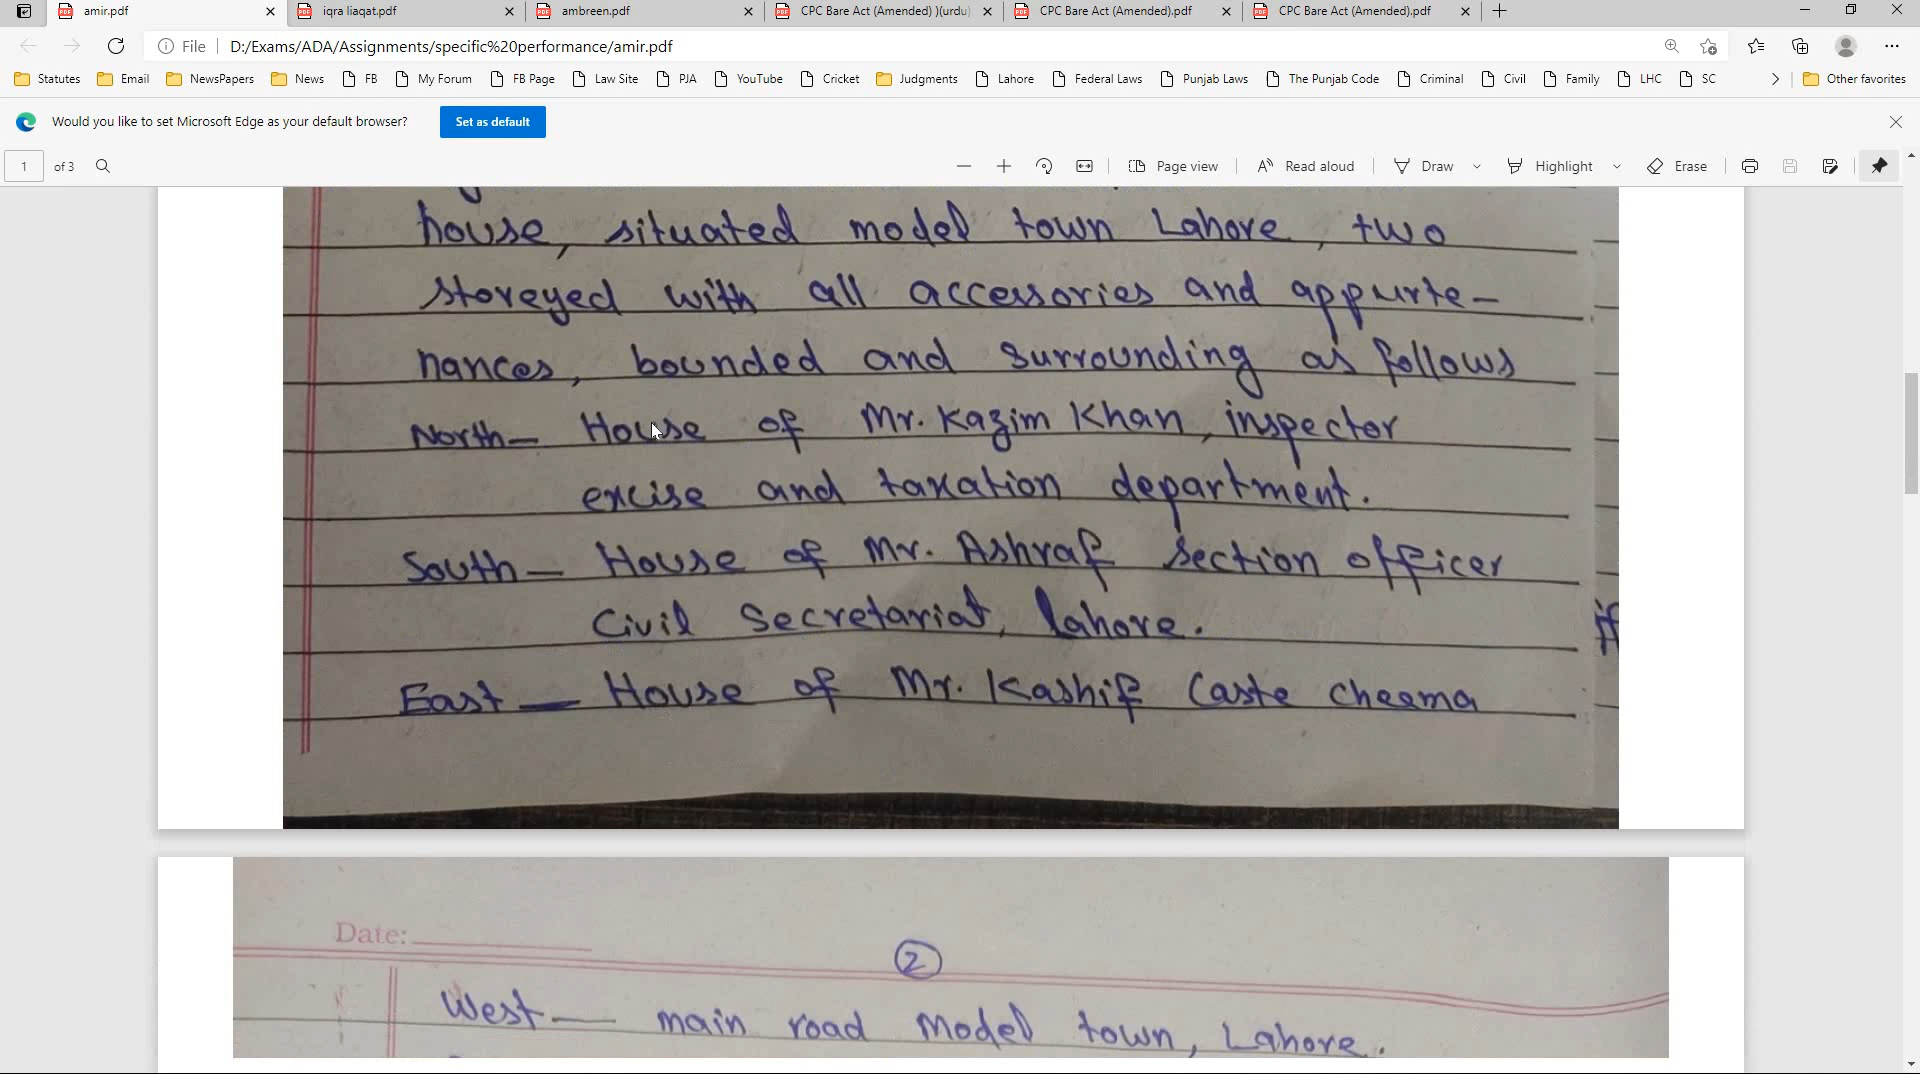 amir.pdf
iqra liaqat.pdf
ambreen.pdf
CPC Bare Act (Amended) )(urdu)
CPC Bare Act (Amended).pdf
CPC Bare Act (Amended).pdf
File
D:/Exams/ADA/Assignments/specific%20performance/amir.pdf
Statutes Email NewsPapers News FB My Forum FB Page Law Site PJA YouTube Cricket Judgments Lahore Federal Laws Punjab Laws The Punjab Code Criminal Civil Family LHC SC Other favorites
Would you like to set Microsoft Edge as your default browser? Set as default
1 of 3 Page view Read aloud Draw Highlight Erase
house, situated model town Lahore, two
storeyed with all accessories and appurte-
nances, bounded and surrounding as follows
North- House of Mr. Kazim Khan, inspector
excise and taxation department.
South- House of Mr. Ashraf section officer
Civil Secretariat, Lahore.
if
East- House of Mr. Kashif Caste cheema
Date:
2
West- main road Model town, Lahore.